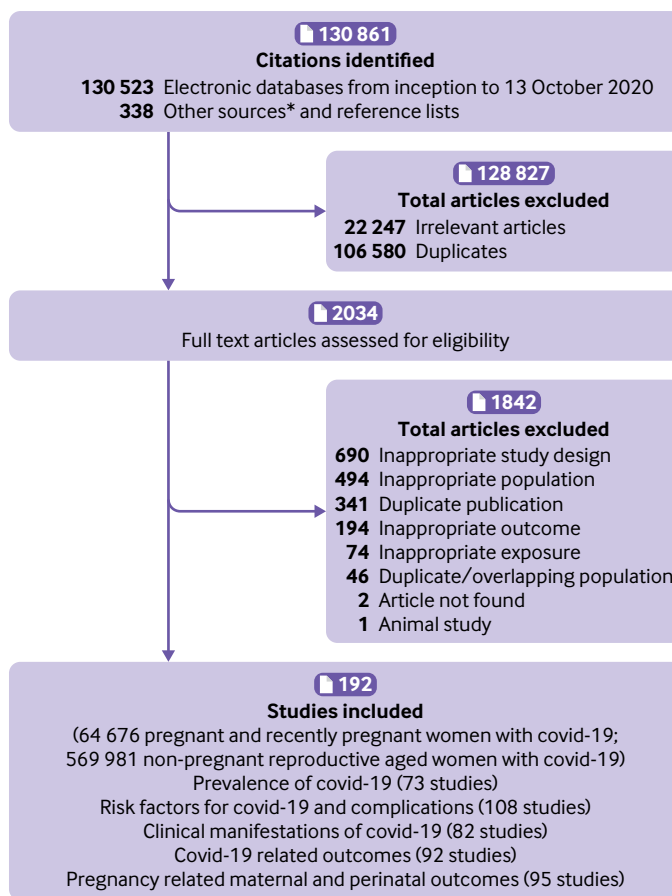 130 861
Citations identified
130 523 Electronic databases from inception to 13 October 2020
338 Other sources* and reference lists
128 827
Total articles excluded
22 247 Irrelevant articles
106 580 Duplicates
2034
Full text articles assessed for eligibility
1842
Total articles excluded
690 Inappropriate study design
494 Inappropriate population
341 Duplicate publication
194 Inappropriate outcome
74 Inappropriate exposure
46 Duplicate/overlapping population
2 Article not found
1 Animal study
192
Studies included
(64 676 pregnant and recently pregnant women with covid-19;
569 981 non-pregnant reproductive aged women with covid-19)
Prevalence of covid-19 (73 studies)
Risk factors for covid-19 and complications (108 studies)
Clinical manifestations of covid-19 (82 studies)
Covid-19 related outcomes (92 studies)
Pregnancy related maternal and perinatal outcomes (95 studies)